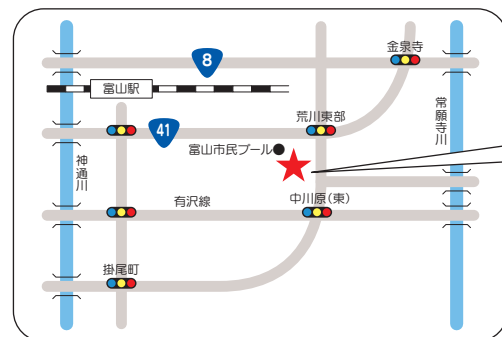 金泉寺
8
富山駅
荒川東部
常願寺川
41
富山市民プール
神通川
有沢線
中川原(東)
掛尾町